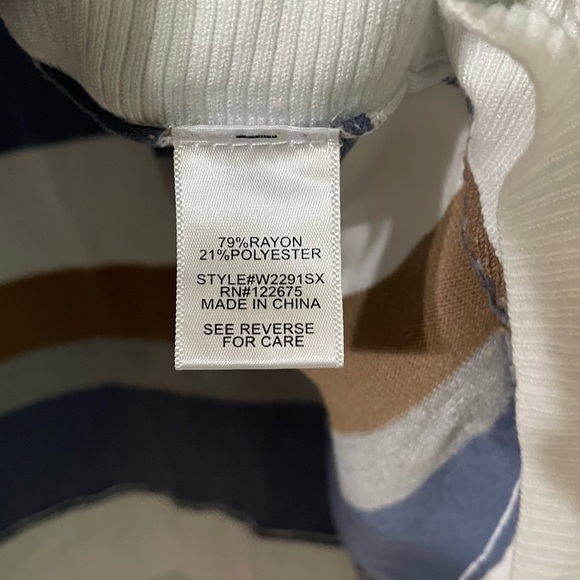 79%RAYON
21%POLYESTER
STYLE#W2291SX
RN#122675
MADE IN CHINA
SEE REVERSE
FOR CARE